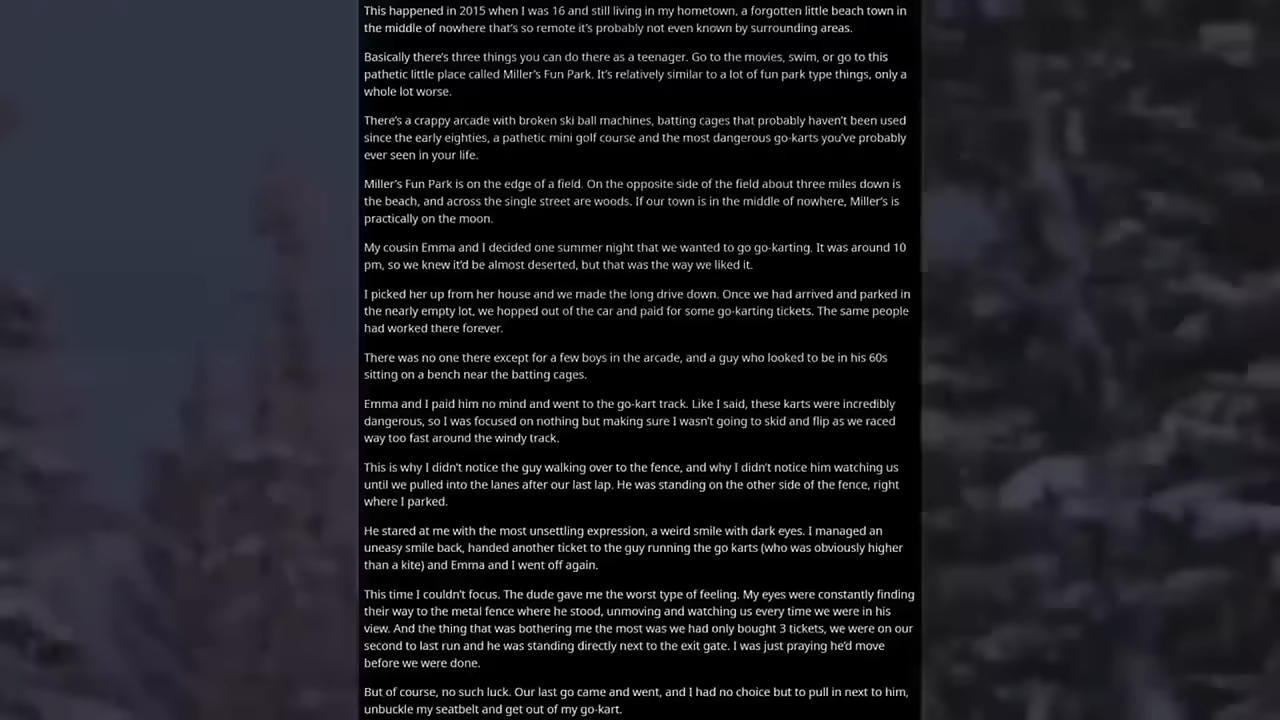 This happened in 2015 when I was 16 and still living in my hometown, a forgotten little beach town in
the middle of nowhere that's so remote it's probably not even known by surrounding areas.
Basically there's three things you can do there as a teenager. Go to the movies, swim, or go to this
pathetic little place called Miller's Fun Park. It's relatively similar to a lot of fun park type things, only a
whole lot worse.
There's a crappy arcade with broken ski ball machines, batting cages that probably haven't been used
since the early eighties, a pathetic mini golf course and the most dangerous go-karts you've probably
ever seen in your life.
Miller's Fun Park is on the edge of a field. On the opposite side of the field about three miles down is
the beach, and across the single street are woods. If our town is in the middle of nowhere, Miller's is
practically on the moon.
My cousin Emma and I decided one summer night that we wanted to go go-karting. It was around 10
pm, so we knew it'd be almost deserted, but that was the way we liked it.
I picked her up from her house and we made the long drive down. Once we had arrived and parked in
the nearly empty lot, we hopped out of the car and paid for some go-karting tickets. The same people
had worked there forever.
There was no one there except for a few boys in the arcade, and a guy who looked to be in his 60s
sitting on a bench near the batting cages.
Emma and I paid him no mind and went to the go-kart track. Like I said, these karts were incredibly
dangerous, so I was focused on nothing but making sure I wasn't going to skid and flip as we raced
way too fast around the windy track.
This is why I didn't notice the guy walking over to the fence, and why I didn't notice him watching us
until we pulled into the lanes after our last lap. He was standing on the other side of the fence, right
where I parked.
He stared at me with the most unsettling expression, a weird smile with dark eyes. I managed an
uneasy smile back, handed another ticket to the guy running the go karts (who was obviously higher
than a kite) and Emma and I went off again.
This time I couldn't focus. The dude gave me the worst type of feeling. My eyes were constantly finding
their way to the metal fence where he stood, unmoving and watching us every time we were in his
view. And the thing that was bothering me the most was we had only bought 3 tickets, we were on our
second to last run and he was standing directly next to the exit gate. I was just praying he'd move
before we were done.
But of course, no such luck. Our last go came and went, and I had no choice but to pull in next to him,
unbuckle my seatbelt and get out of my go-kart.